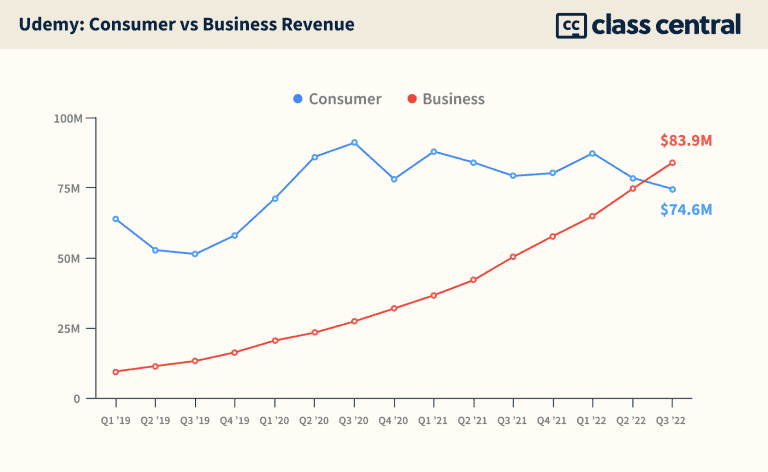 Udemy: Consumer vs Business Revenue
CC class central
Consumer Business
100M
$83.9M
75M
$74.6M
50M
25M
0
Q1 '19 Q2 '19 Q3 '19 Q4 '19 Q1 '20 Q2 '20 Q3 '20 Q4 '20 Q1 '21 Q2 '21 Q3 '21 Q4 '21 Q1 '22 Q2 '22 Q3 '22